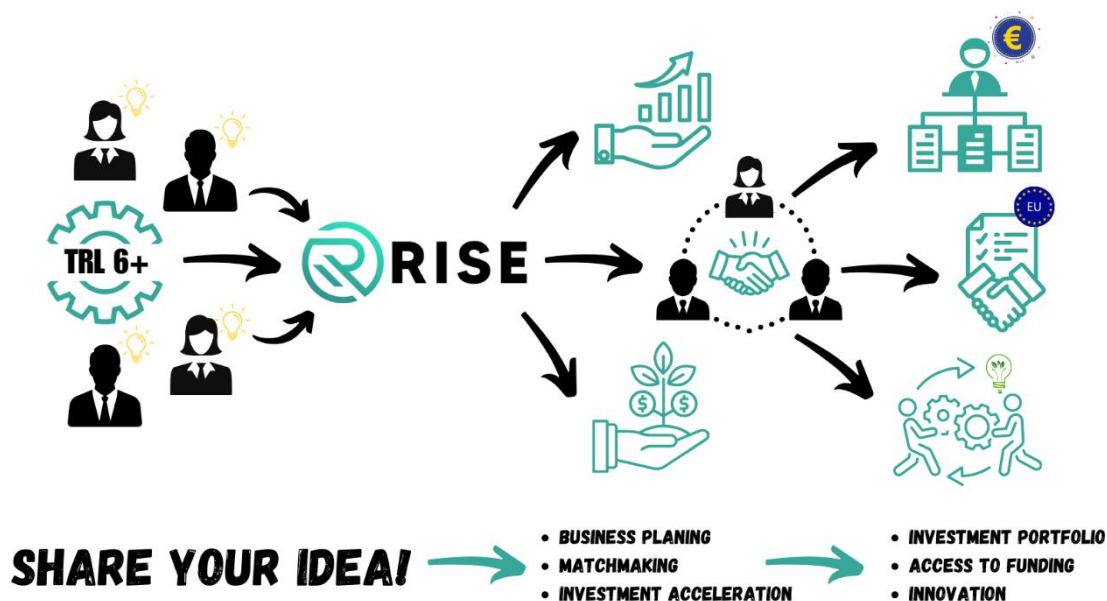 €
EU
TRL 6+
RISE
SHARE YOUR IDEA!
• BUSINESS PLANING
• MATCHMAKING
• INVESTMENT ACCELERATION
• INVESTMENT PORTFOLIO
• ACCESS TO FUNDING
• INNOVATION
$ $